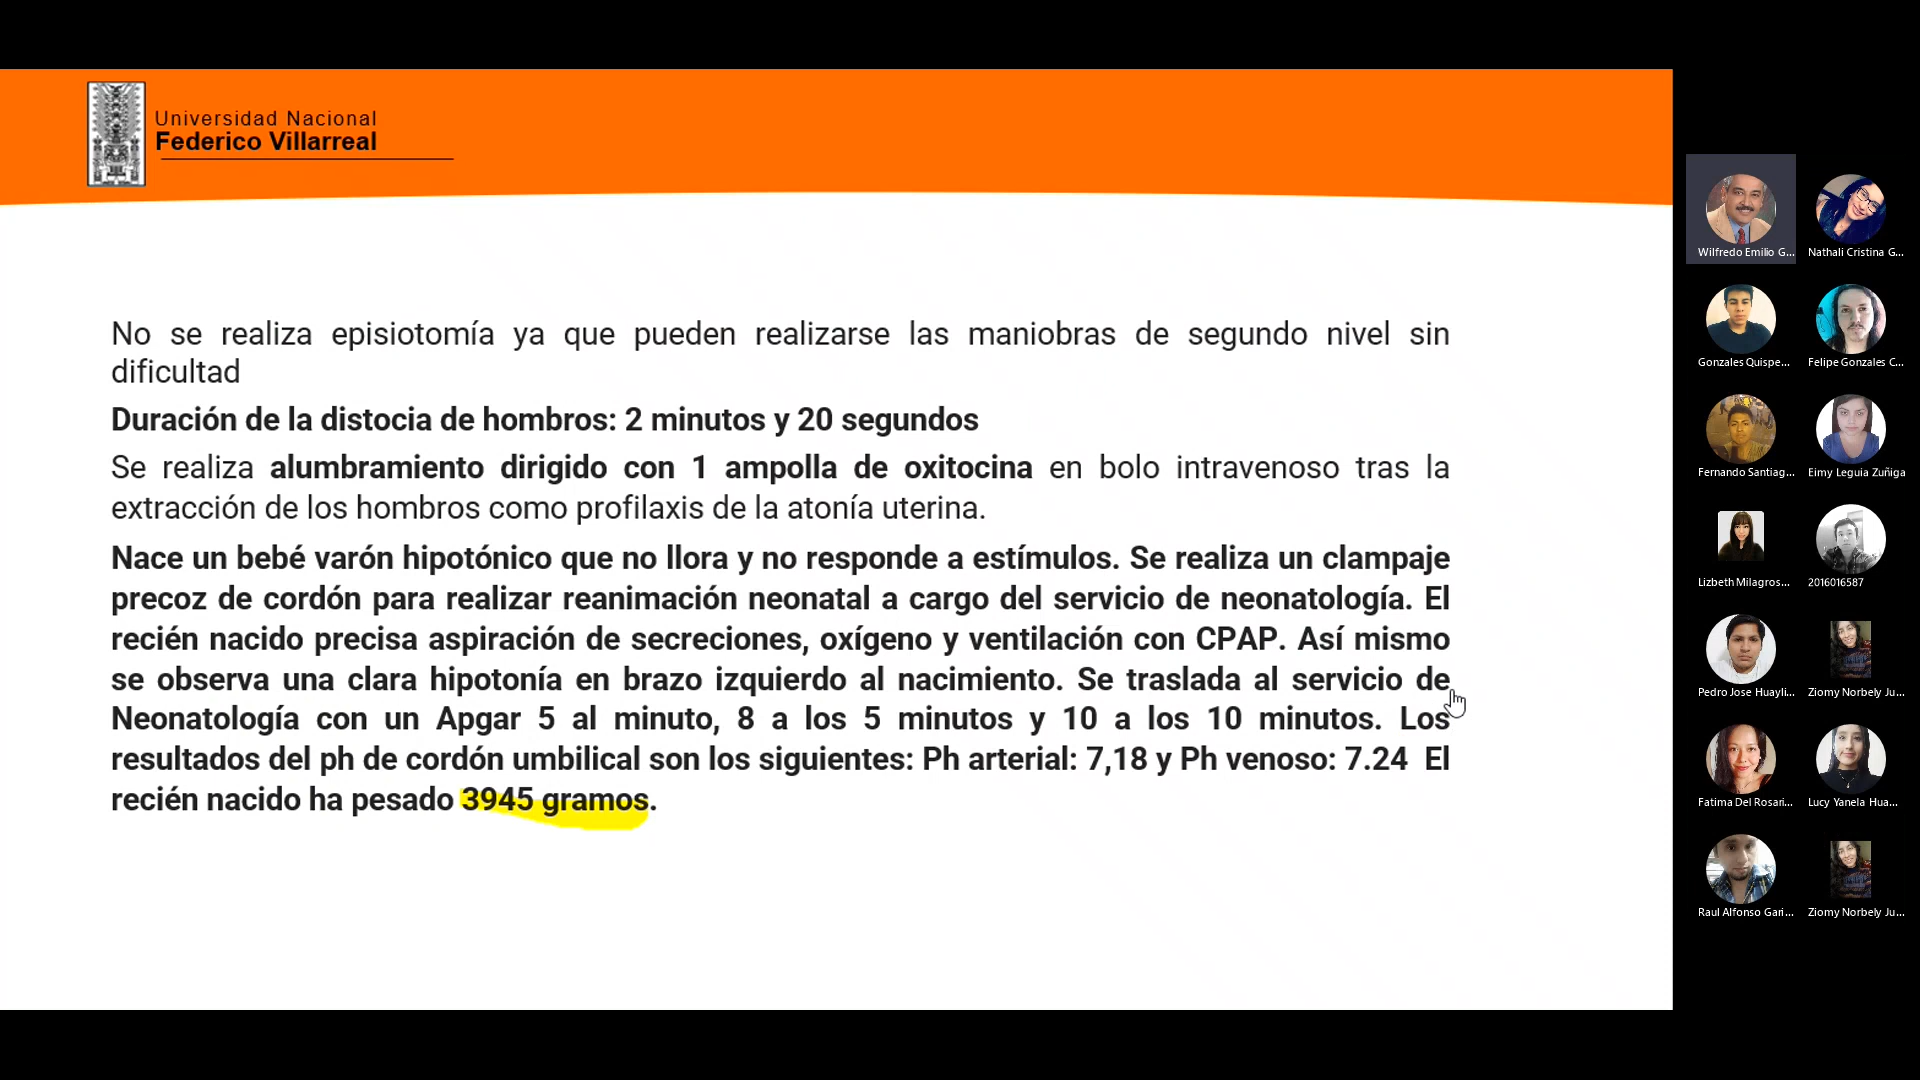 Universidad Nacional
Federico Villarreal
No se realiza episiotomía ya que pueden realizarse las maniobras de segundo nivel sin
dificultad
Duración de la distocia de hombros: 2 minutos y 20 segundos
Se realiza alumbramiento dirigido con 1 ampolla de oxitocina en bolo intravenoso tras la
extracción de los hombros como profilaxis de la atonía uterina.
Nace un bebé varón hipotónico que no llora y no responde a estímulos. Se realiza un clampaje
precoz de cordón para realizar reanimación neonatal a cargo del servicio de neonatología. El
recién nacido precisa aspiración de secreciones, oxígeno y ventilación con CPAP. Así mismo
se observa una clara hipotonía en brazo izquierdo al nacimiento. Se traslada al servicio de
Neonatología con un Apgar 5 al minuto, 8 a los 5 minutos y 10 a los 10 minutos. Los
resultados del ph de cordón umbilical son los siguientes: Ph arterial: 7,18 y Ph venoso: 7.24 El
recién nacido ha pesado 3945 gramos.
Wilfredo Emilio G...
Nathali Cristina G...
Gonzales Quispe...
Felipe Gonzales C...
Fernando Santiag...
Eimy Leguia Zuñiga
Lizbeth Milagros...
2016016587
Pedro Jose Huayli...
Ziomy Norbely Ju...
Fatima Del Rosari...
Lucy Yanela Hua...
Raul Alfonso Gari...
Ziomy Norbely Ju...